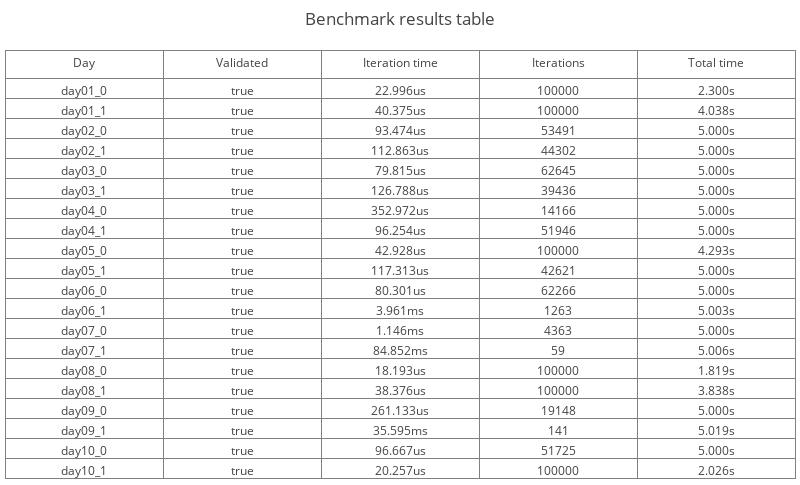 Benchmark results table
Day Validated Iteration time Iterations Total time
day01_0 true 22.996us 100000 2.300s
day01_1 true 40.375us 100000 4.038s
day02_0 true 93.474us 53491 5.000s
day02_1 true 112.863us 44302 5.000s
day03_0 true 79.815us 62645 5.000s
day03_1 true 126.788us 39436 5.000s
day04_0 true 352.972us 14166 5.000s
day04_1 true 96.254us 51946 5.000s
day05_0 true 42.928us 100000 4.293s
day05_1 true 117.313us 42621 5.000s
day06_0 true 80.301us 62266 5.000s
day06_1 true 3.961ms 1263 5.003s
day07_0 true 1.146ms 4363 5.000s
day07_1 true 84.852ms 59 5.006s
day08_0 true 18.193us 100000 1.819s
day08_1 true 38.376us 100000 3.838s
day09_0 true 261.133us 19148 5.000s
day09_1 true 35.595ms 141 5.019s
day10_0 true 96.667us 51725 5.000s
day10_1 true 20.257us 100000 2.026s